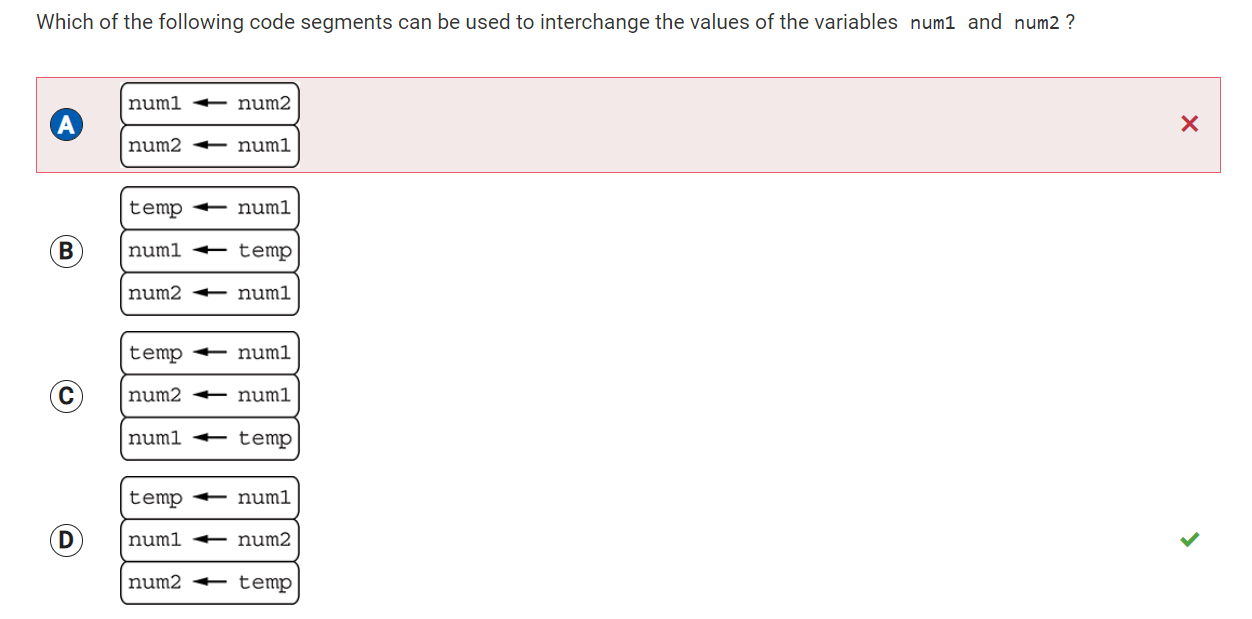 Which of the following code segments can be used to interchange the values of the variables num1 and num2 ?
A
num1 ← num2
num2 ← num1
B
temp ← num1
num1 ← temp
num2 ← num1
C
temp ← num1
num2 ← num1
num1 ← temp
D
temp ← num1
num1 ← num2
num2 ← temp